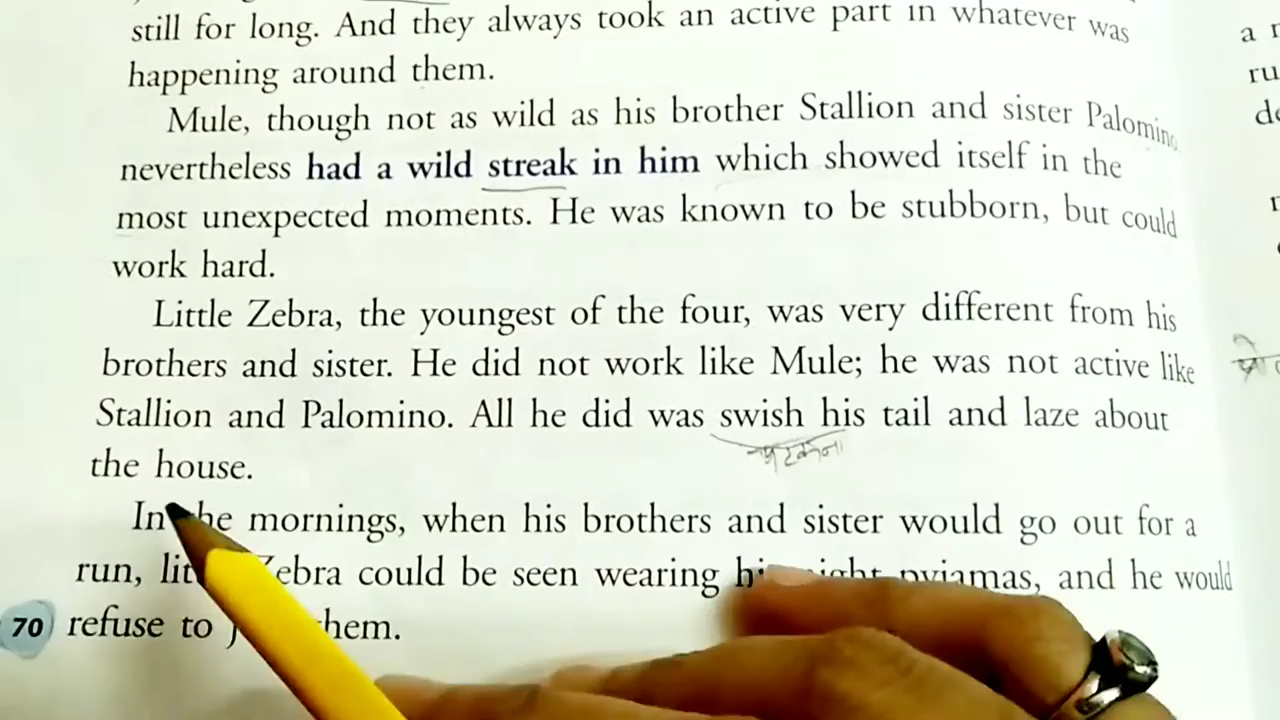 still for long. And they always took an active part in whatever was
happening around them.
Mule, though not as wild as his brother Stallion and sister Palomino
nevertheless had a wild streak in him which showed itself in the
most unexpected moments. He was known to be stubborn, but could
work hard.
Little Zebra, the youngest of the four, was very different from his
brothers and sister. He did not work like Mule; he was not active like
Stallion and Palomino. All he did was swish his tail and laze about
the house.
In the mornings, when his brothers and sister would go out for a
run, Zebra could be seen wearing pyjamas, and he would
70 refuse to them.